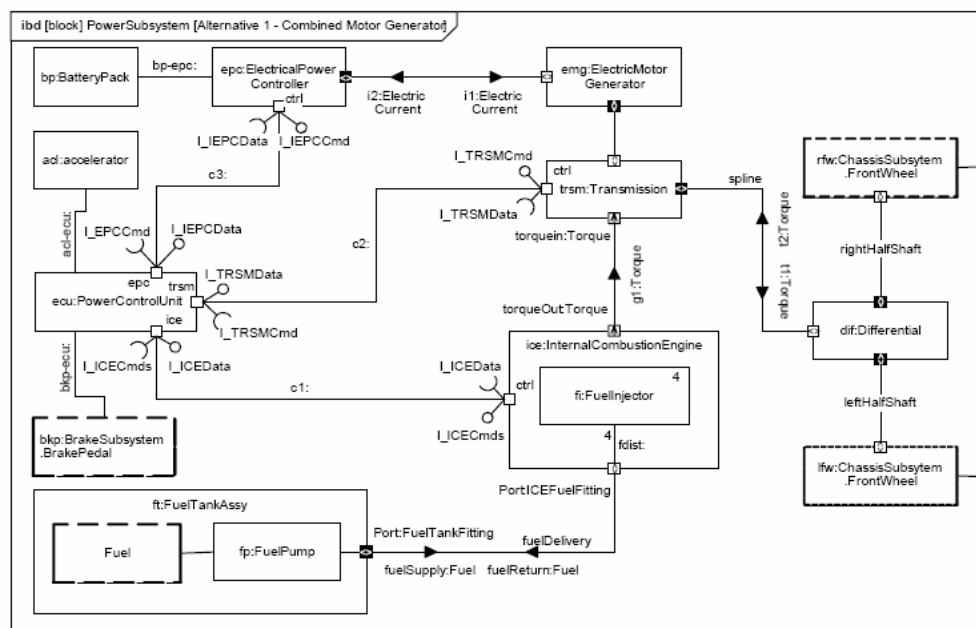 ibd [block] PowerSubsystem [Alternative 1 - Combined Motor Generator]
bp:BatteryPack
bp-epc:
epc:ElectricalPower
Controller
ctrl
i2:Electric
Current
i1:Electric
Current
emg:ElectricMotor
Generator
I_IEPCData
I_IEPCCmd
acl:accelerator
c3:
I_TRSMCmd
I_TRSMData
ctrl
trsm:Transmission
spline
t2:Torque
t1:Torque
rfw:ChassisSubsytem
.FrontWheel
acl-ecu:
I_EPCCmd
I_IEPCData
c2:
torquein:Torque
rightHalfShaft
epc
trsm
I_TRSMData
ecu:PowerControlUnit
ice
I_TRSMCmd
g1:Torque
torqueOut:Torque
dif:Differential
bkp-ecu:
I_ICECmds
I_ICEData
c1:
ice:InternalCombustionEngine
I_ICEData
ctrl
I_ICECmds
4
fi:FuelInjector
4
fdist:
leftHalfShaft
bkp:BrakeSubsystem
.BrakePedal
lfw:ChassisSubsytem
.FrontWheel
Port:ICEFuelFitting
ft:FuelTankAssy
Fuel
fp:FuelPump
Port:FuelTankFitting
fuelDelivery
fuelSupply:Fuel
fuelReturn:Fuel